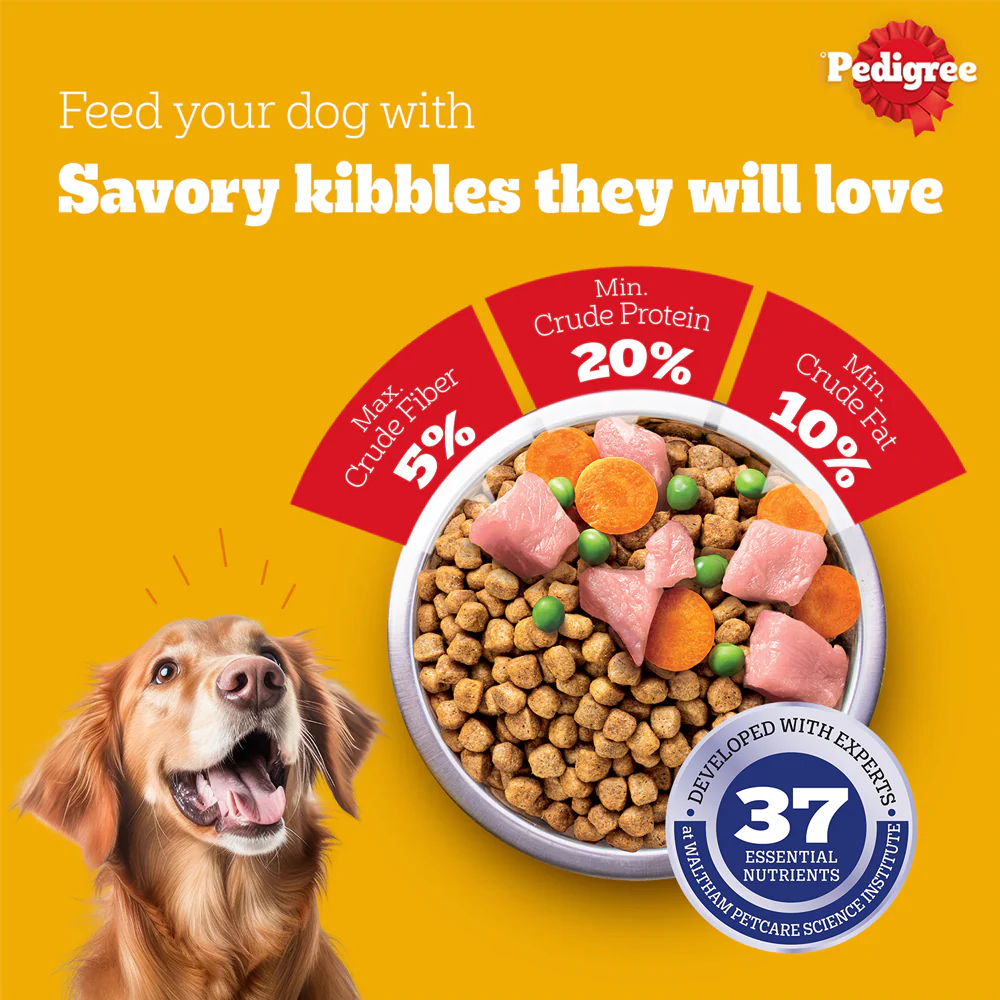 Pedigree
Feed your dog with
Savory kibbles they will love
Max.
Crude Fiber
5%
Min.
Crude Protein
20%
Min.
Crude Fat
10%
DEVELOPED WITH EXPERTS
37
ESSENTIAL
NUTRIENTS
at WALTHAM PETCARE SCIENCE INSTITUTE